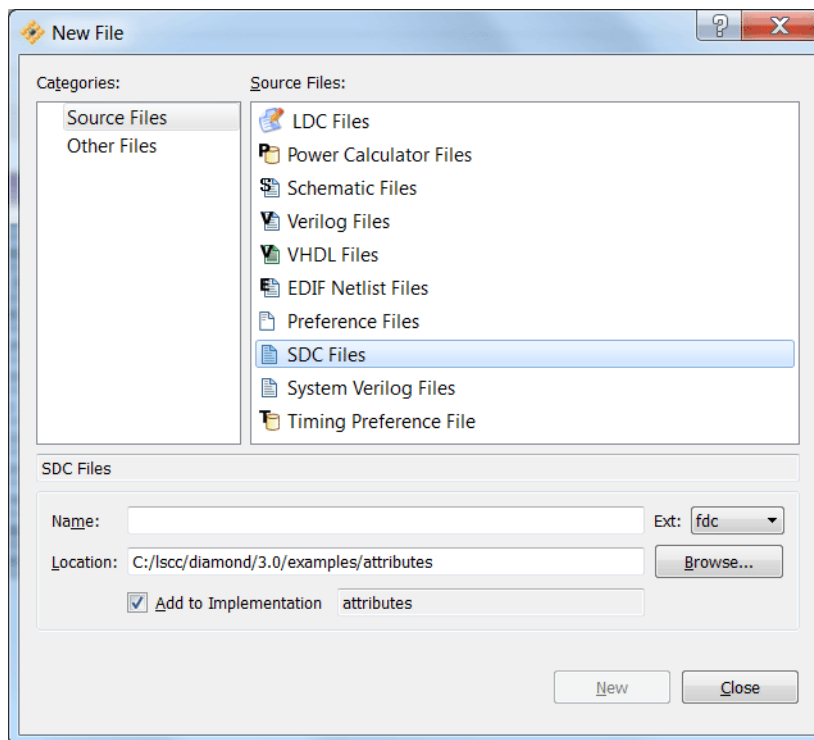 New File
Categories:
Source Files:
Source Files
Other Files
LDC Files
Power Calculator Files
Schematic Files
Verilog Files
VHDL Files
EDIF Netlist Files
Preference Files
SDC Files
System Verilog Files
Timing Preference File
SDC Files
Name:
Ext: fdc
Location: C:/lscc/diamond/3.0/examples/attributes
Browse...
Add to Implementation attributes
New
Close